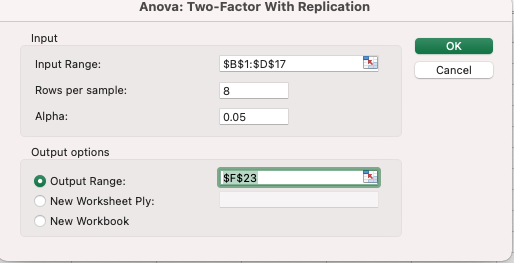 Anova: Two-Factor With Replication
Input
OK
Input Range: $B$1:$D$17
Cancel
Rows per sample: 8
Alpha: 0.05
Output options
Output Range: $F$23
New Worksheet Ply:
New Workbook